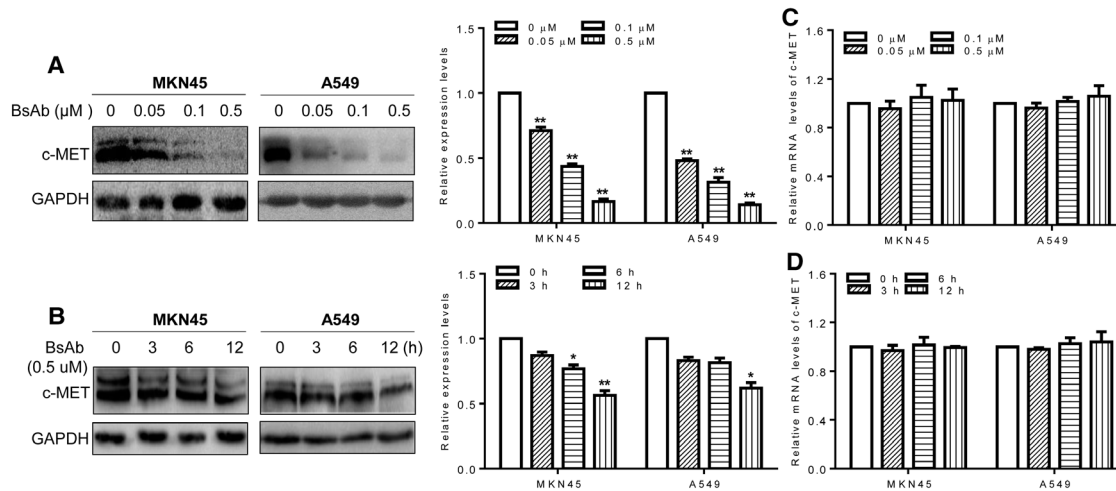 A
MKN45 A549
BsAb (μM) 0 0.05 0.1 0.5 0 0.05 0.1 0.5
c-MET
GAPDH
0 μM 0.1 μM
0.05 μM 0.5 μM
Relative expression levels
1.5
1.0
0.5
0.0
** ** ** ** ** **
MKN45 A549
C
0 μM 0.1 μM
0.05 μM 0.5 μM
Relative mRNA levels of c-MET
1.6
1.2
0.8
0.4
0.0
MKN45 A549
B
MKN45 A549
BsAb 0 3 6 12 0 3 6 12 (h)
(0.5 uM)
c-MET
GAPDH
0 h 6 h
3 h 12 h
Relative expression levels
1.5
1.0
0.5
0.0
* ** *
MKN45 A549
D
0 h 6 h
3 h 12 h
Relative mRNA levels of c-MET
1.6
1.2
0.8
0.4
0.0
MKN45 A549